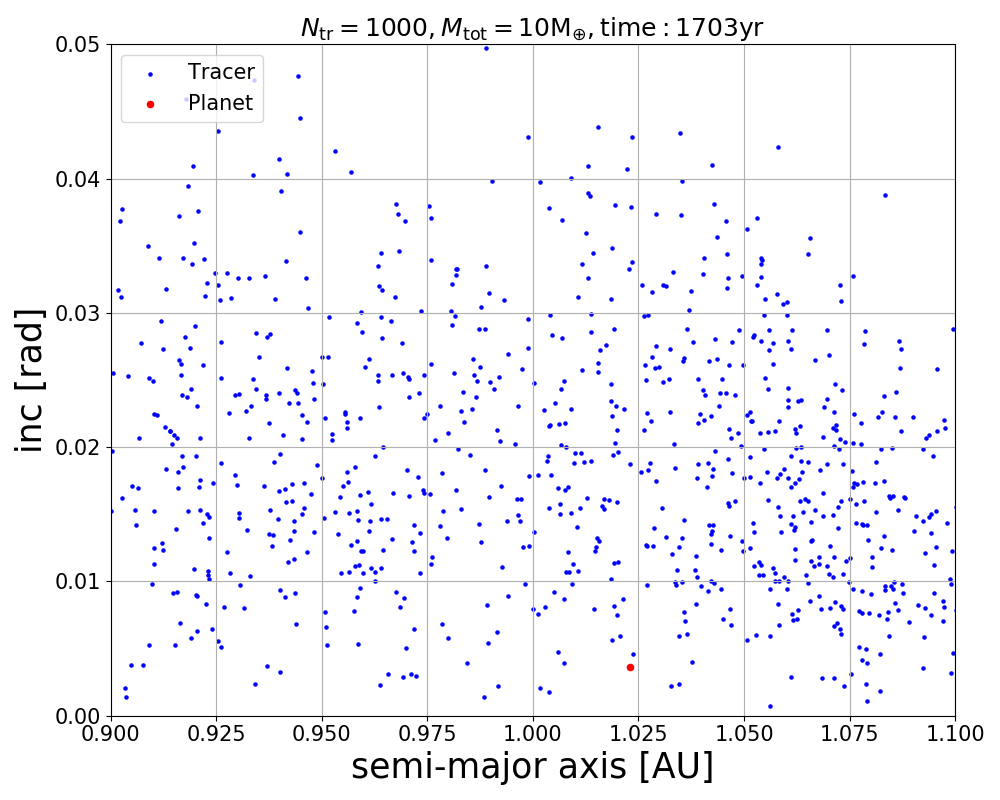 N_tr = 1000, M_tot = 10M_⊕, time : 1703yr
Tracer
Planet
0.05
0.04
0.03
0.02
0.01
0.00
inc [rad]
0.900 0.925 0.950 0.975 1.000 1.025 1.050 1.075 1.100
semi-major axis [AU]